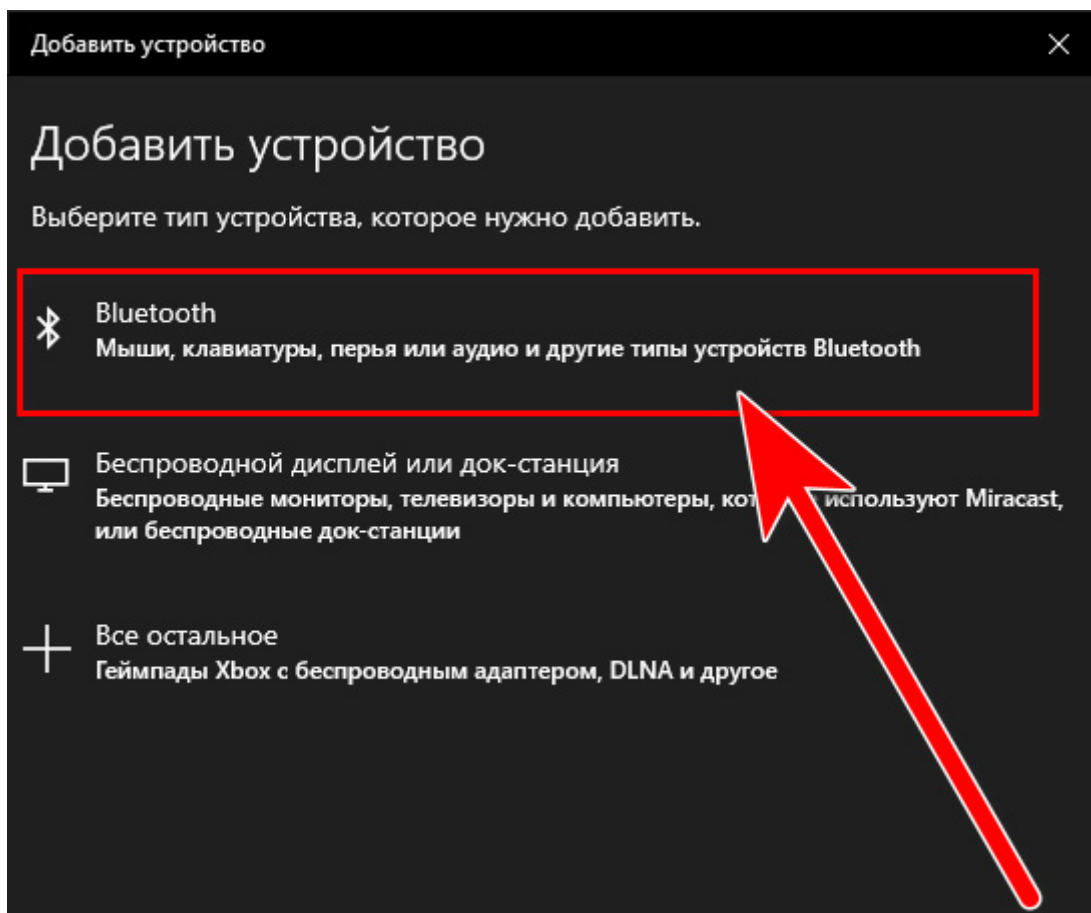 Добавить устройство
Добавить устройство
Выберите тип устройства, которое нужно добавить.
Bluetooth
Мыши, клавиатуры, перья или аудио и другие типы устройств Bluetooth
Беспроводной дисплей или док-станция
Беспроводные мониторы, телевизоры и компьютеры, используют Miracast,
или беспроводные док-станции
Все остальное
Геймпады Xbox с беспроводным адаптером, DLNA и другое